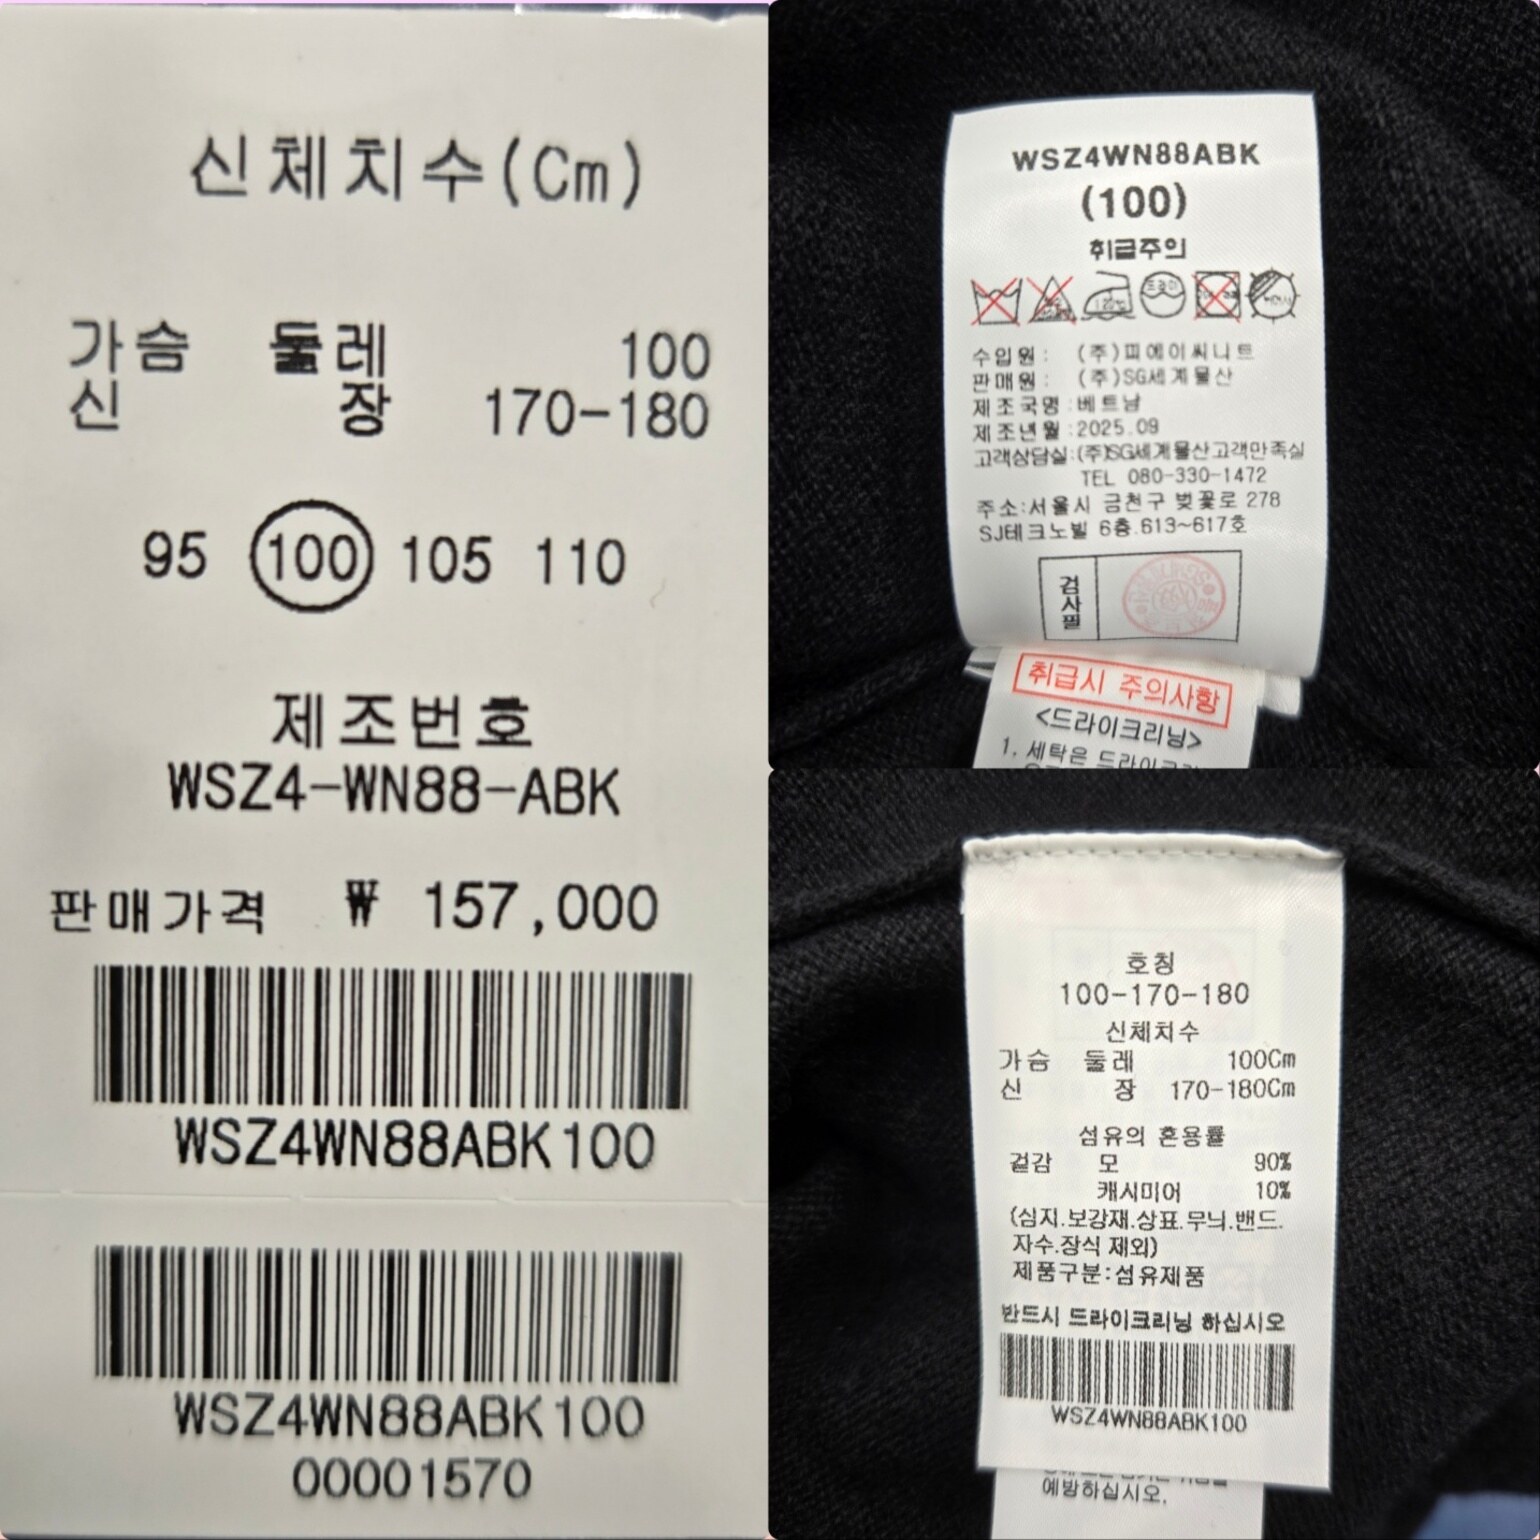 신체치수(Cm)
가슴 둘레 100
신 장 170-180
95 100 105 110
제조번호
WSZ4-WN88-ABK
판매가격 ₩ 157,000
WSZ4WN88ABK100
WSZ4WN88ABK100
00001570
WSZ4WN88ABK
(100)
취급주의
수입원: (주)피에이씨니트
판매원: (주)SG세계물산
제조국명:베트남
제조년월:2025.09
고객상담실:(주)SG세계물산고객만족실
TEL 080-330-1472
주소:서울시 금천구 벚꽃로 278
SJ테크노빌 6층.613~617호
검사필
취급시 주의사항
<드라이크리닝>
1. 세탁은
호칭
100-170-180
신체치수
가슴 둘레 100Cm
신 장 170-180Cm
섬유의 혼용률
겉감 모 90%
캐시미어 10%
(심지.보강재.상표.무늬.밴드.
자수.장식 제외)
제품구분:섬유제품
반드시 드라이크리닝 하십시오
WSZ4WN88ABK100
예방하십시오.